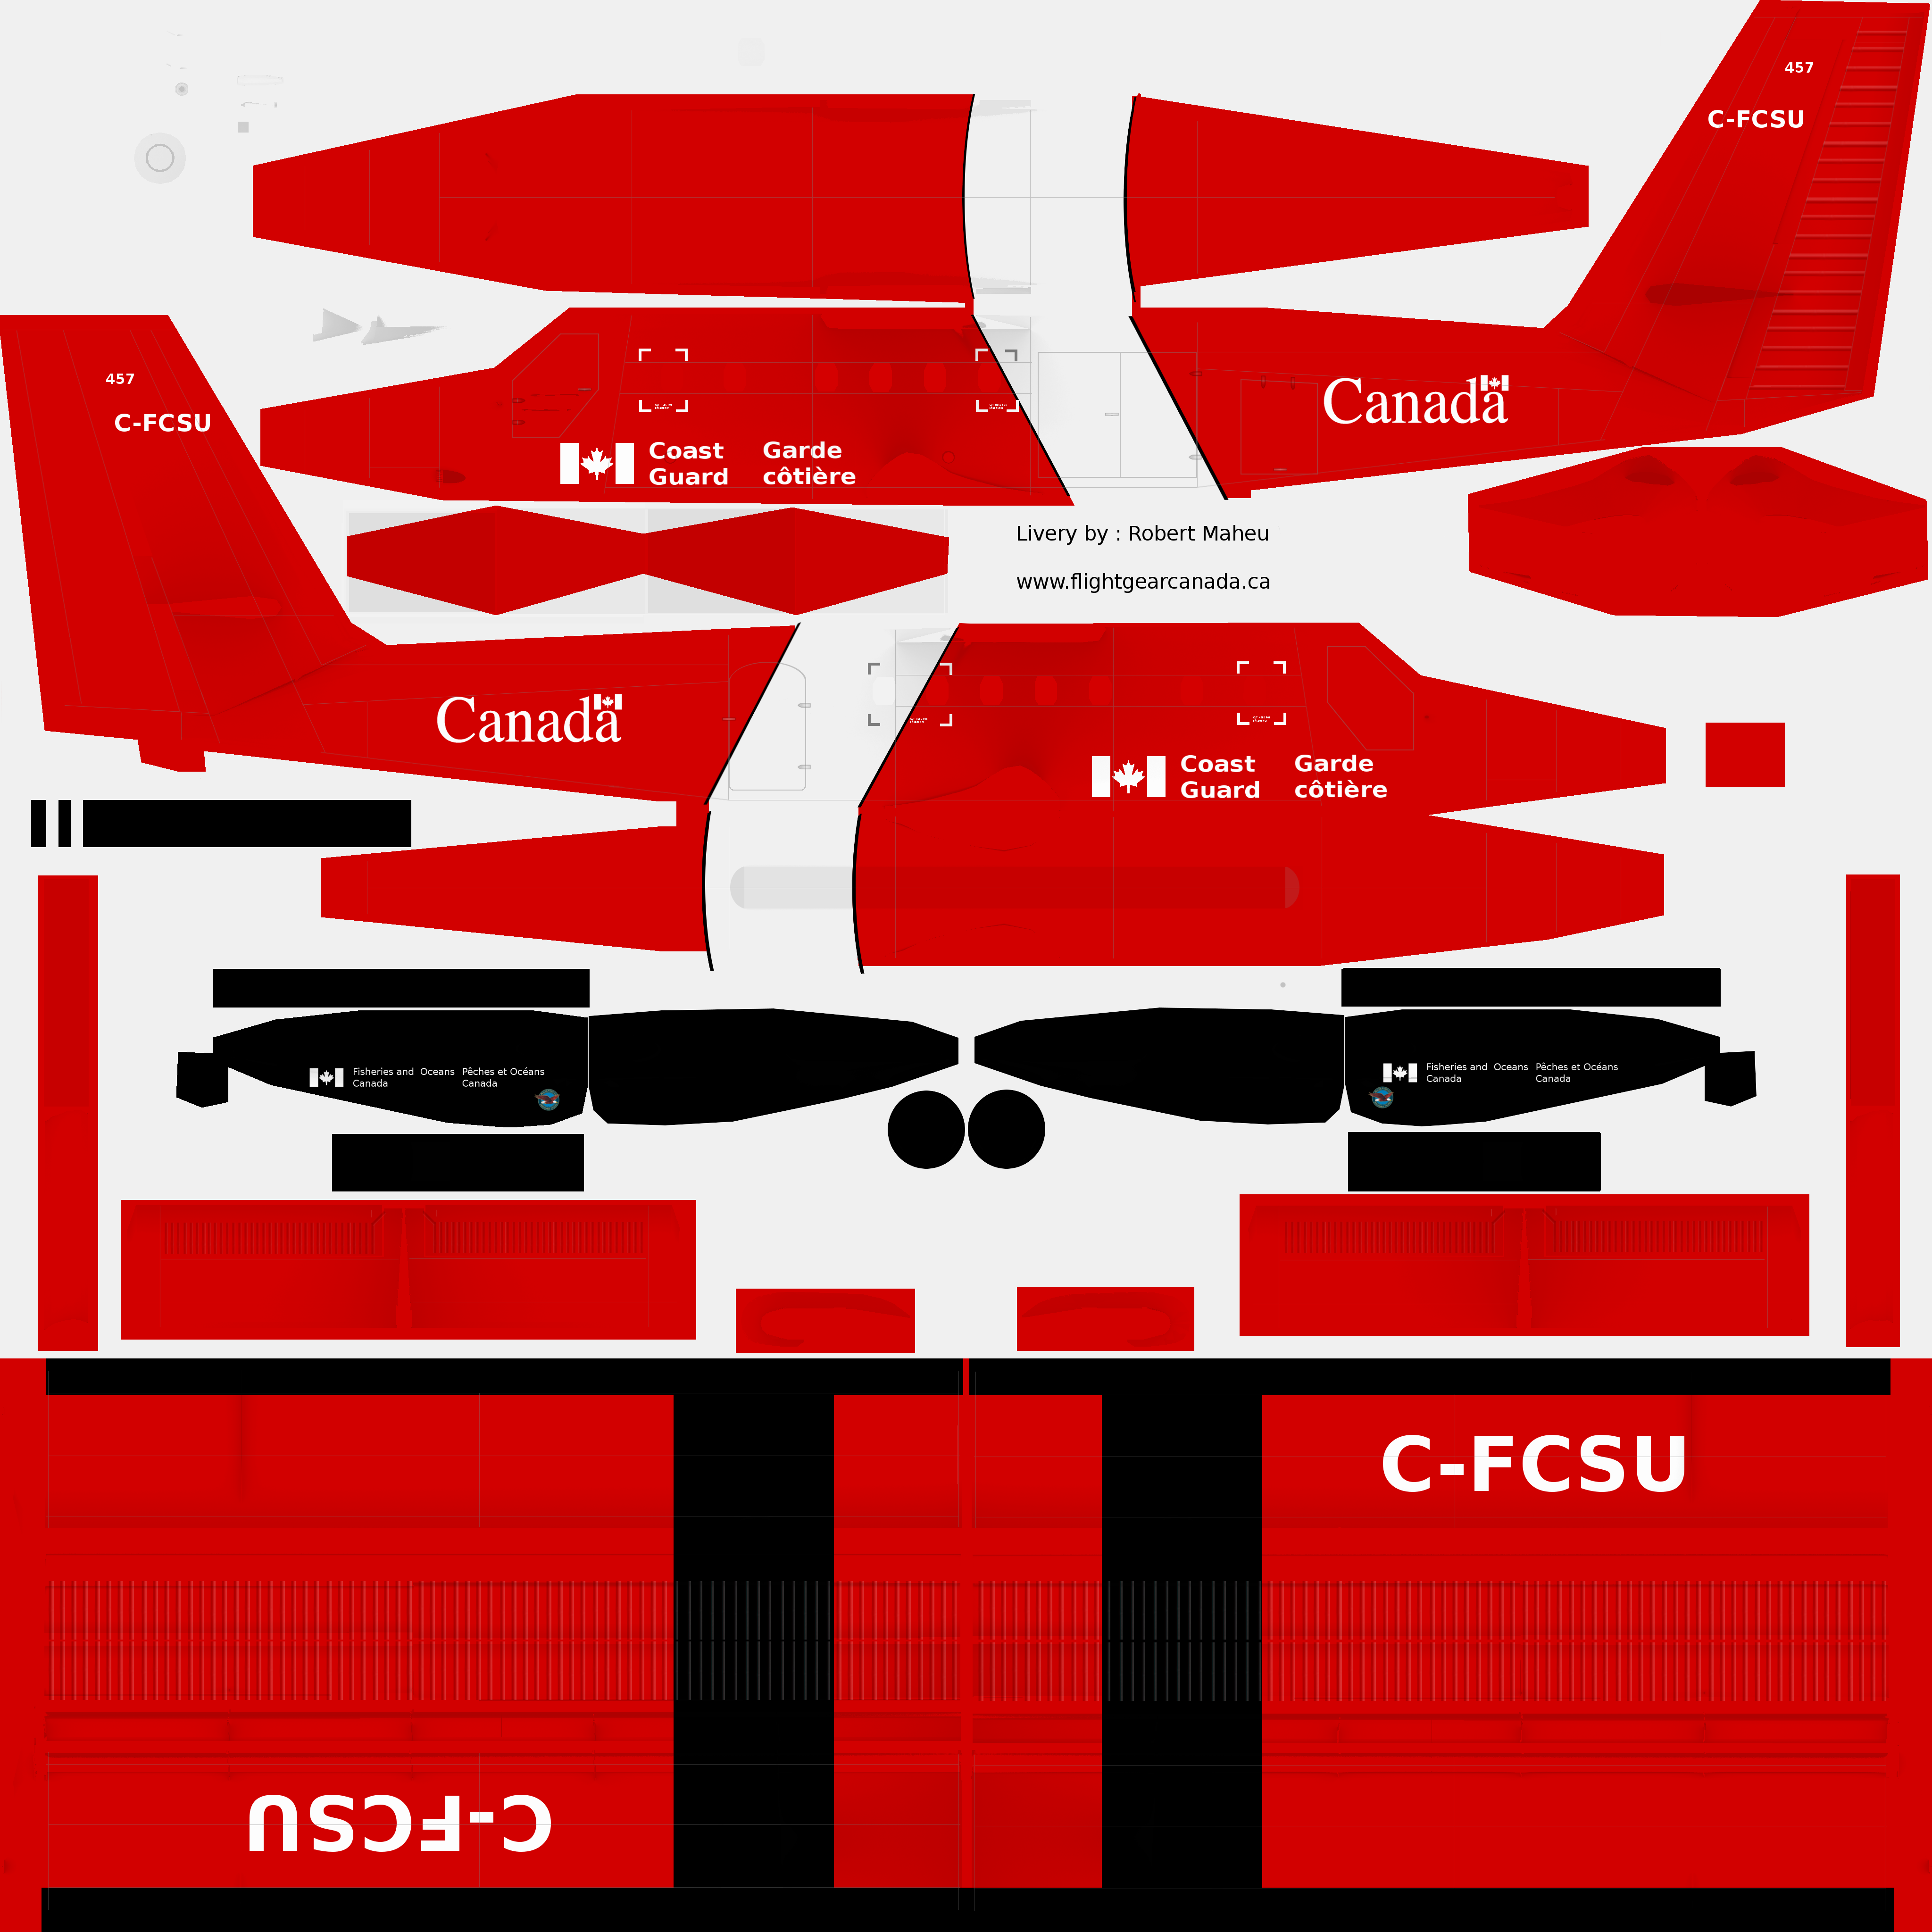 457
C-FCSU
457
C-FCSU
Canada
Coast Garde
Guard côtière
Livery by : Robert Maheu
www.flightgearcanada.ca
Canada
Coast Garde
Guard côtière
Fisheries and Oceans Pêches et Océans
Canada Canada
Fisheries and Oceans Pêches et Océans
Canada Canada
C-FCSU
C-FCSU